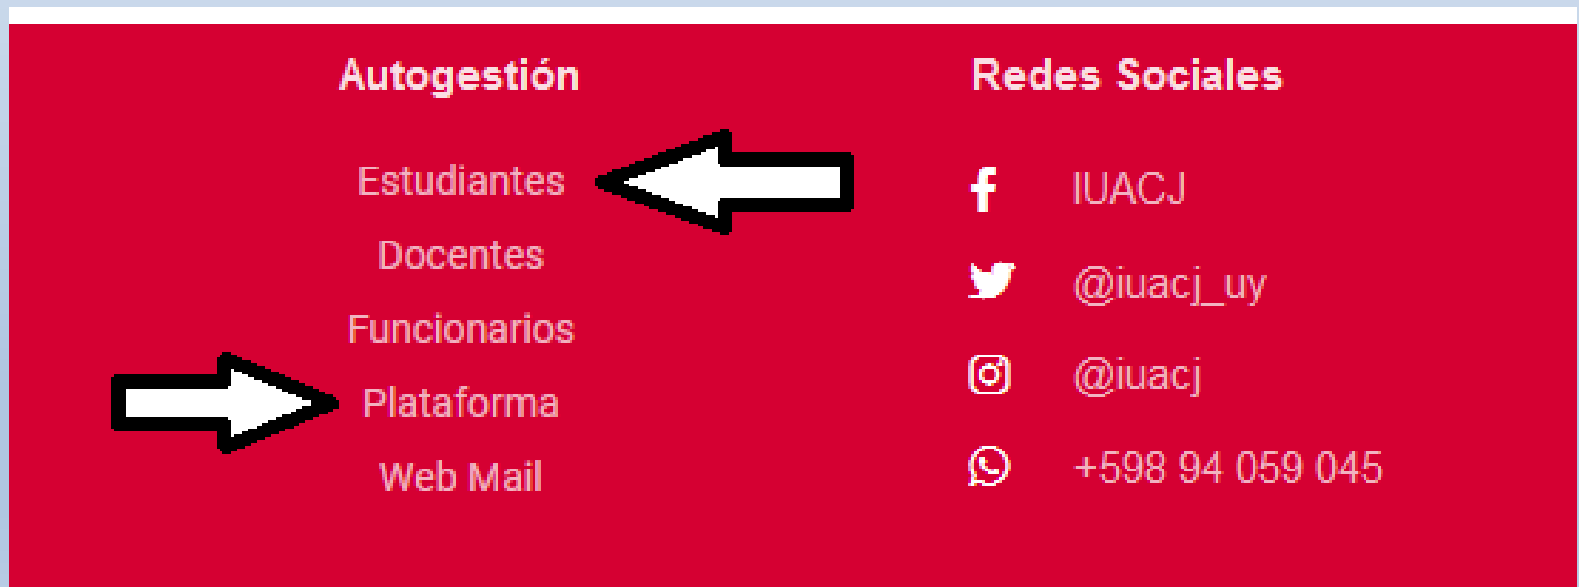 Autogestión
Estudiantes
Docentes
Funcionarios
Plataforma
Web Mail
Redes Sociales
IUACJ
@iuacj_uy
@iuacj
+598 94 059 045